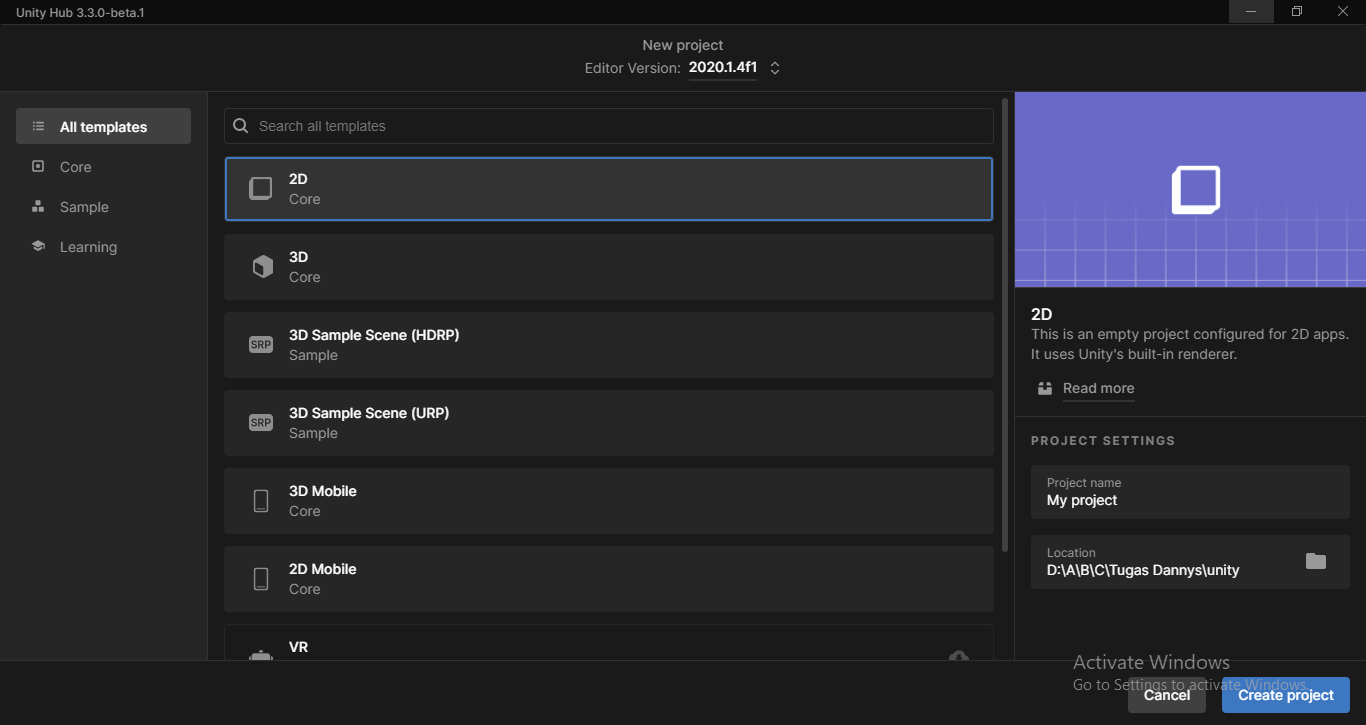 Unity Hub 3.3.0-beta.1
New project
Editor Version: 2020.1.4f1
All templates
Core
Sample
Learning
Search all templates
2D
Core
3D
Core
SRP
3D Sample Scene (HDRP)
Sample
SRP
3D Sample Scene (URP)
Sample
3D Mobile
Core
2D Mobile
Core
VR
2D
This is an empty project configured for 2D apps.
It uses Unity's built-in renderer.
Read more
PROJECT SETTINGS
Project name
My project
Location
D:\A\B\C\Tugas Dannys\unity
Activate Windows
Go to Settings to activate Windows.
Cancel
Create project